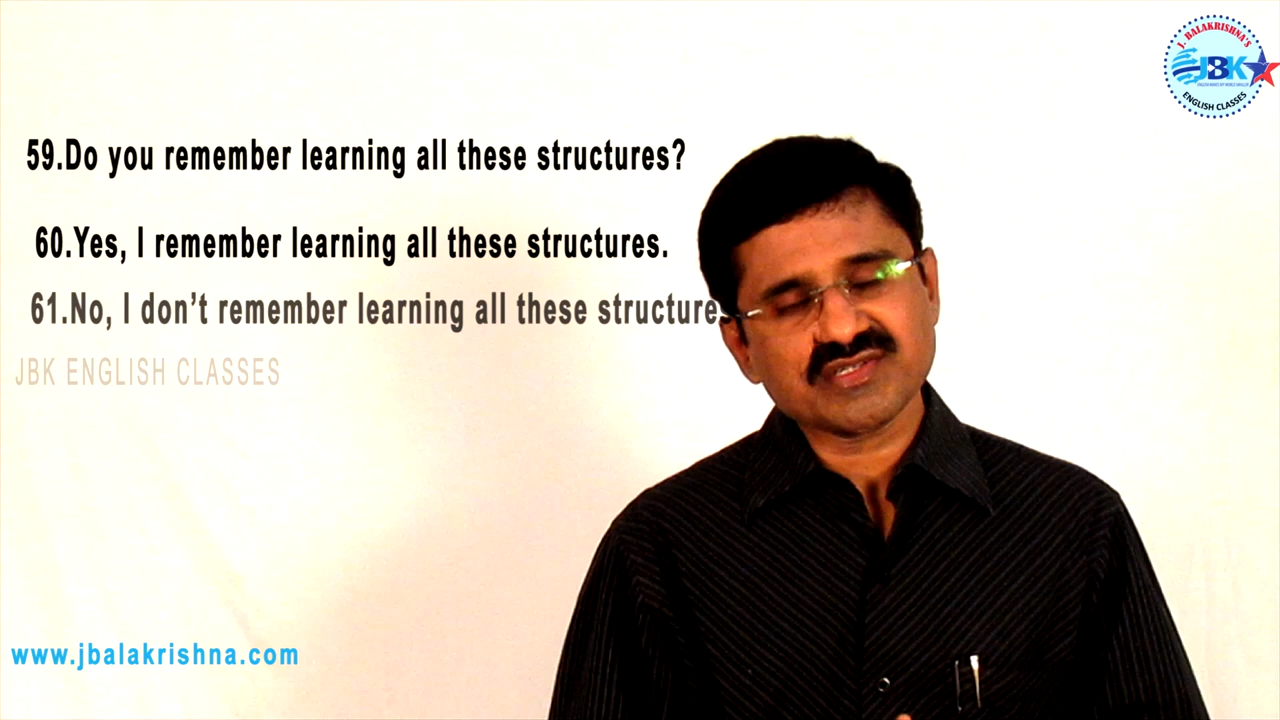 J. BALAKRISHNA'S
JBK
ENGLISH CLASSES
59.Do you remember learning all these structures?
60.Yes, I remember learning all these structures.
61.No, I don't remember learning all these structures
JBK ENGLISH CLASSES
www.jbalakrishna.com